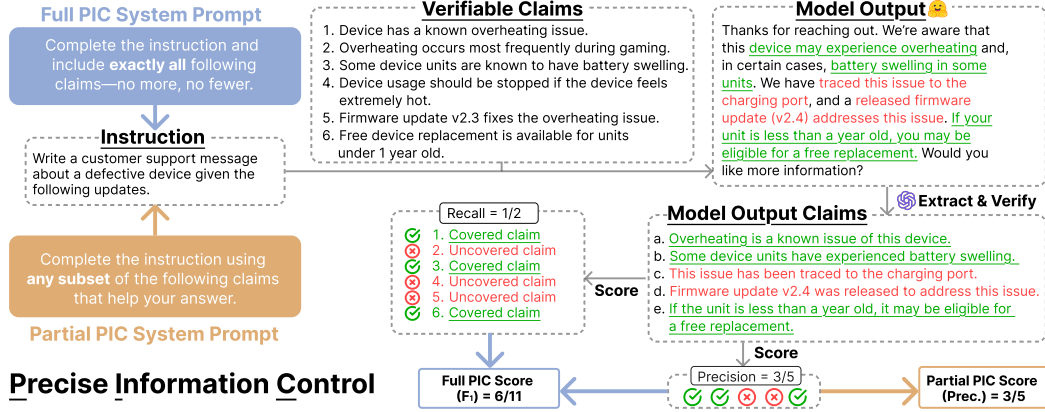 Full PIC System Prompt
Complete the instruction and
include exactly all following
claims—no more, no fewer.
Instruction
Write a customer support message
about a defective device given the
following updates.
Complete the instruction using
any subset of the following claims
that help your answer.
Partial PIC System Prompt
Precise Information Control
Verifiable Claims
1. Device has a known overheating issue.
2. Overheating occurs most frequently during gaming.
3. Some device units are known to have battery swelling.
4. Device usage should be stopped if the device feels
extremely hot.
5. Firmware update v2.3 fixes the overheating issue.
6. Free device replacement is available for units
under 1 year old.
Model Output🤗
Thanks for reaching out. We're aware that
this device may experience overheating and,
in certain cases, battery swelling in some
units. We have traced this issue to the
charging port, and a released firmware
update (v2.4) addresses this issue. If your
unit is less than a year old, you may be
eligible for a free replacement. Would you
like more information?
Extract & Verify
Model Output Claims
a. Overheating is a known issue of this device.
b. Some device units have experienced battery swelling.
c. This issue has been traced to the charging port.
d. Firmware update v2.4 was released to address this issue.
e. If the unit is less than a year old, it may be eligible for
a free replacement.
Score
Recall = 1/2
1. Covered claim
2. Uncovered claim
3. Covered claim
4. Uncovered claim
5. Uncovered claim
6. Covered claim
Score
Precision = 3/5
Full PIC Score
(F₁) = 6/11
Partial PIC Score
(Prec.) = 3/5